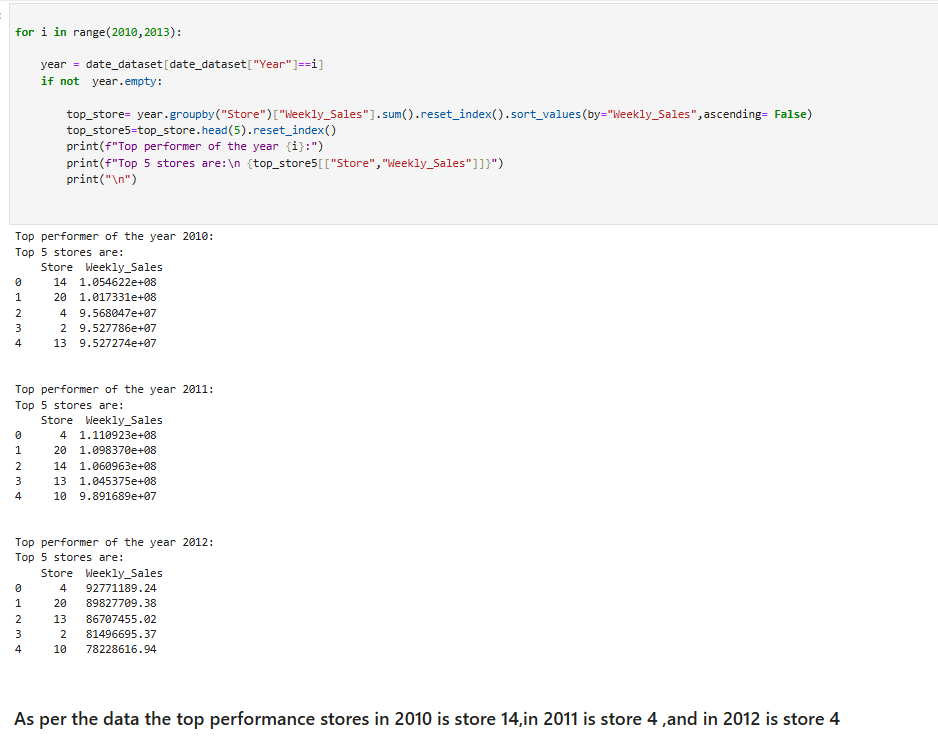 for i in range(2010,2013):
year = date_dataset[date_dataset["Year"]==i]
if not  year.empty:
top_store= year.groupby("Store")["Weekly_Sales"].sum().reset_index().sort_values(by="Weekly_Sales",ascending= False)
top_store5=top_store.head(5).reset_index()
print(f"Top performer of the year {i}:")
print(f"Top 5 stores are:\n {top_store5[["Store","Weekly_Sales"]]}")
print("\n")
Top performer of the year 2010:
Top 5 stores are:
Store  Weekly_Sales
0     14  1.054622e+08
1     20  1.017331e+08
2      4  9.568047e+07
3      2  9.527786e+07
4     13  9.527274e+07
Top performer of the year 2011:
Top 5 stores are:
Store  Weekly_Sales
0      4  1.110923e+08
1     20  1.098370e+08
2     14  1.060963e+08
3     13  1.045375e+08
4     10  9.891689e+07
Top performer of the year 2012:
Top 5 stores are:
Store  Weekly_Sales
0      4   92771189.24
1     20   89827709.38
2     13   86707455.02
3      2   81496695.37
4     10   78228616.94
As per the data the top performance stores in 2010 is store 14,in 2011 is store 4 ,and in 2012 is store 4